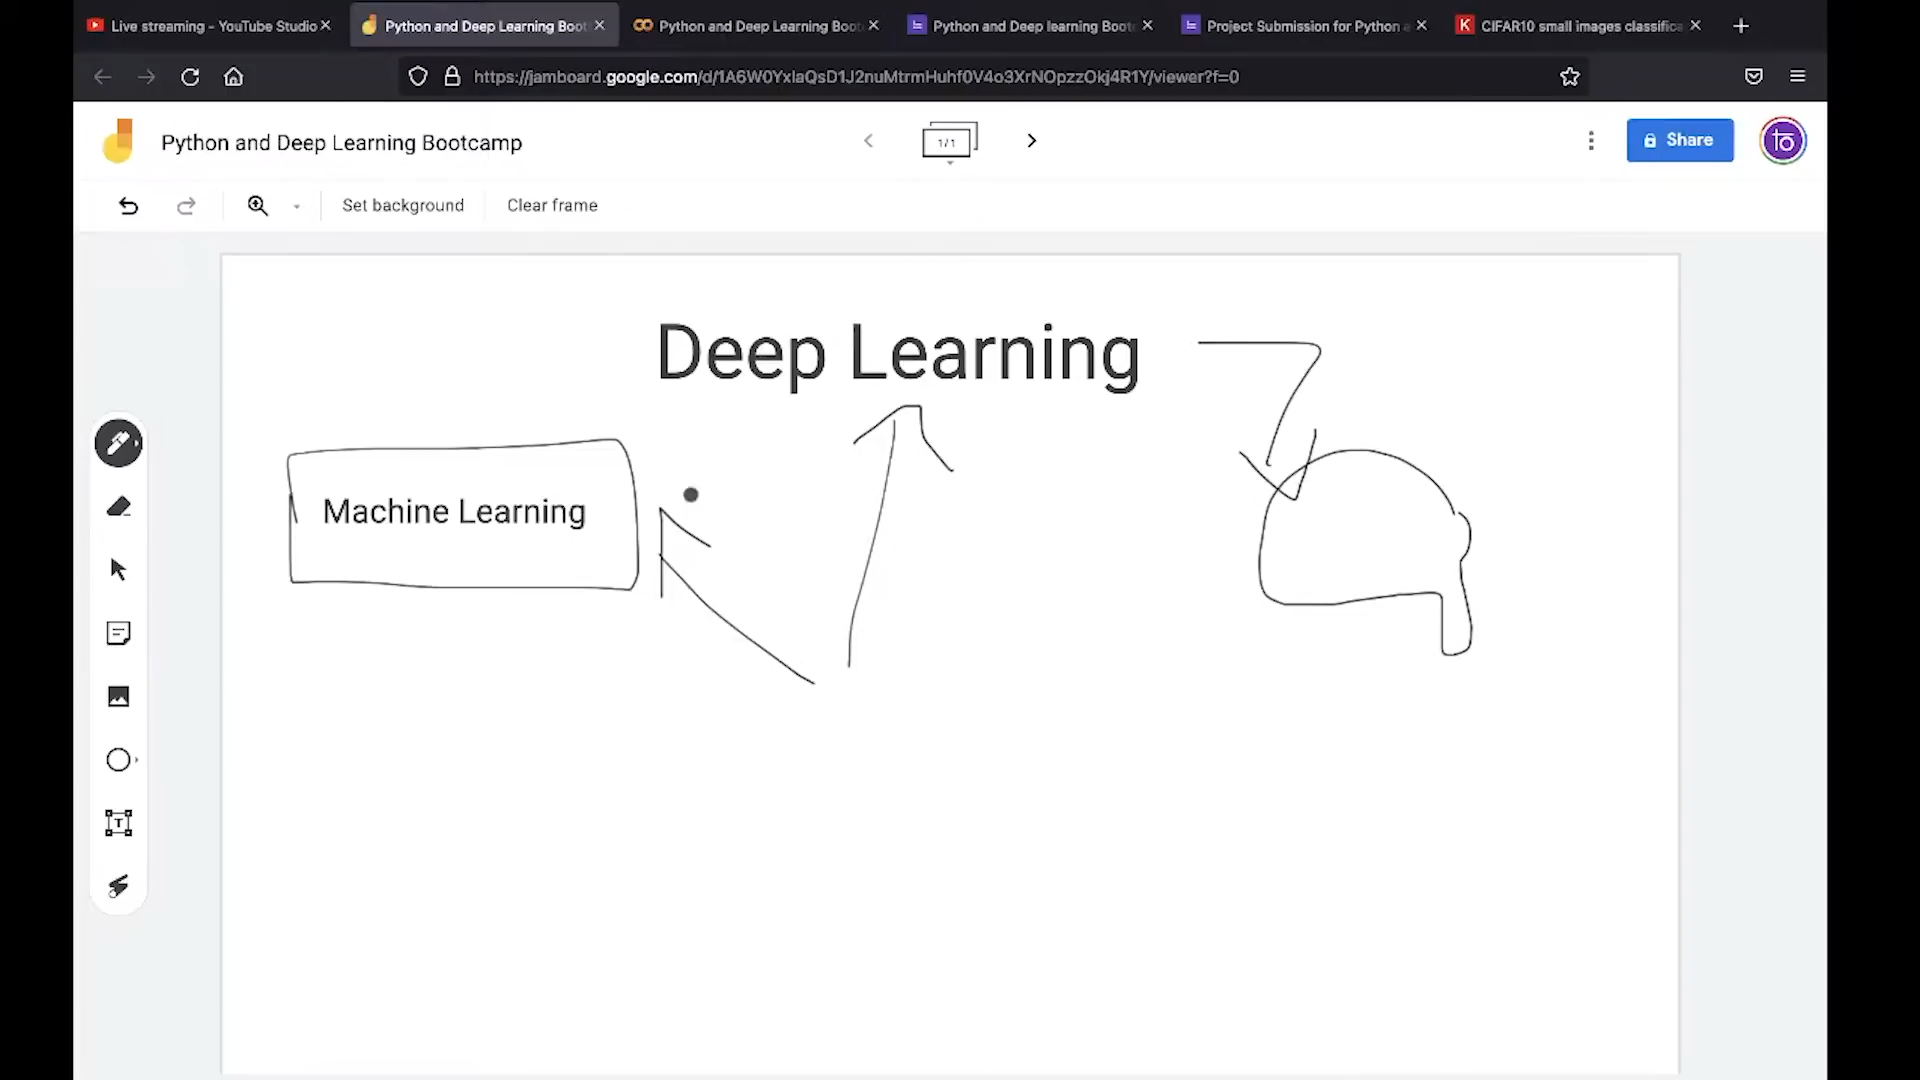 Live streaming - YouTube Studio
Python and Deep Learning Boot
Python and Deep Learning Boot
Python and Deep learning Boot
Project Submission for Python a
CIFAR10 small images classifica
https://jamboard.google.com/d/1A6W0YxlaQsD1J2nuMtrmHuhf0V4o3XrNOpzzOkj4R1Y/viewer?f=0
Python and Deep Learning Bootcamp
1/1
Share
Set background
Clear frame
Deep Learning
Machine Learning